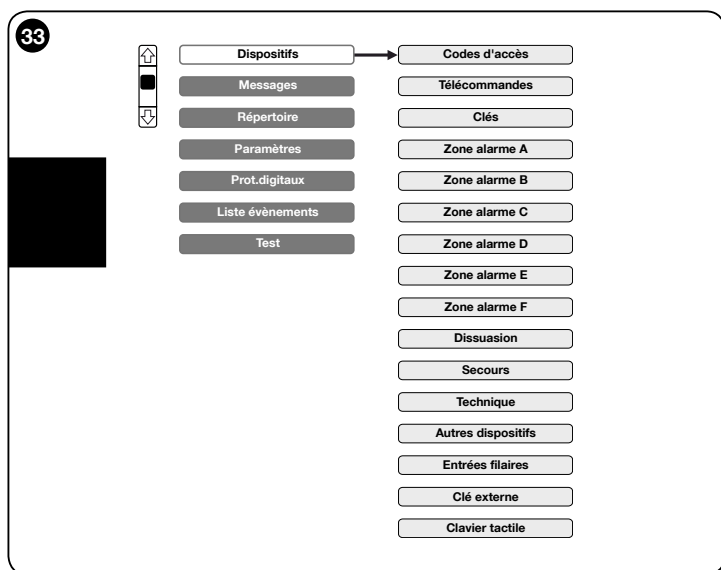 33
Dispositifs
Messages
Répertoire
Paramètres
Prot.digitaux
Liste évènements
Test
Codes d'accès
Télécommandes
Clés
Zone alarme A
Zone alarme B
Zone alarme C
Zone alarme D
Zone alarme E
Zone alarme F
Dissuasion
Secours
Technique
Autres dispositifs
Entrées filaires
Clé externe
Clavier tactile